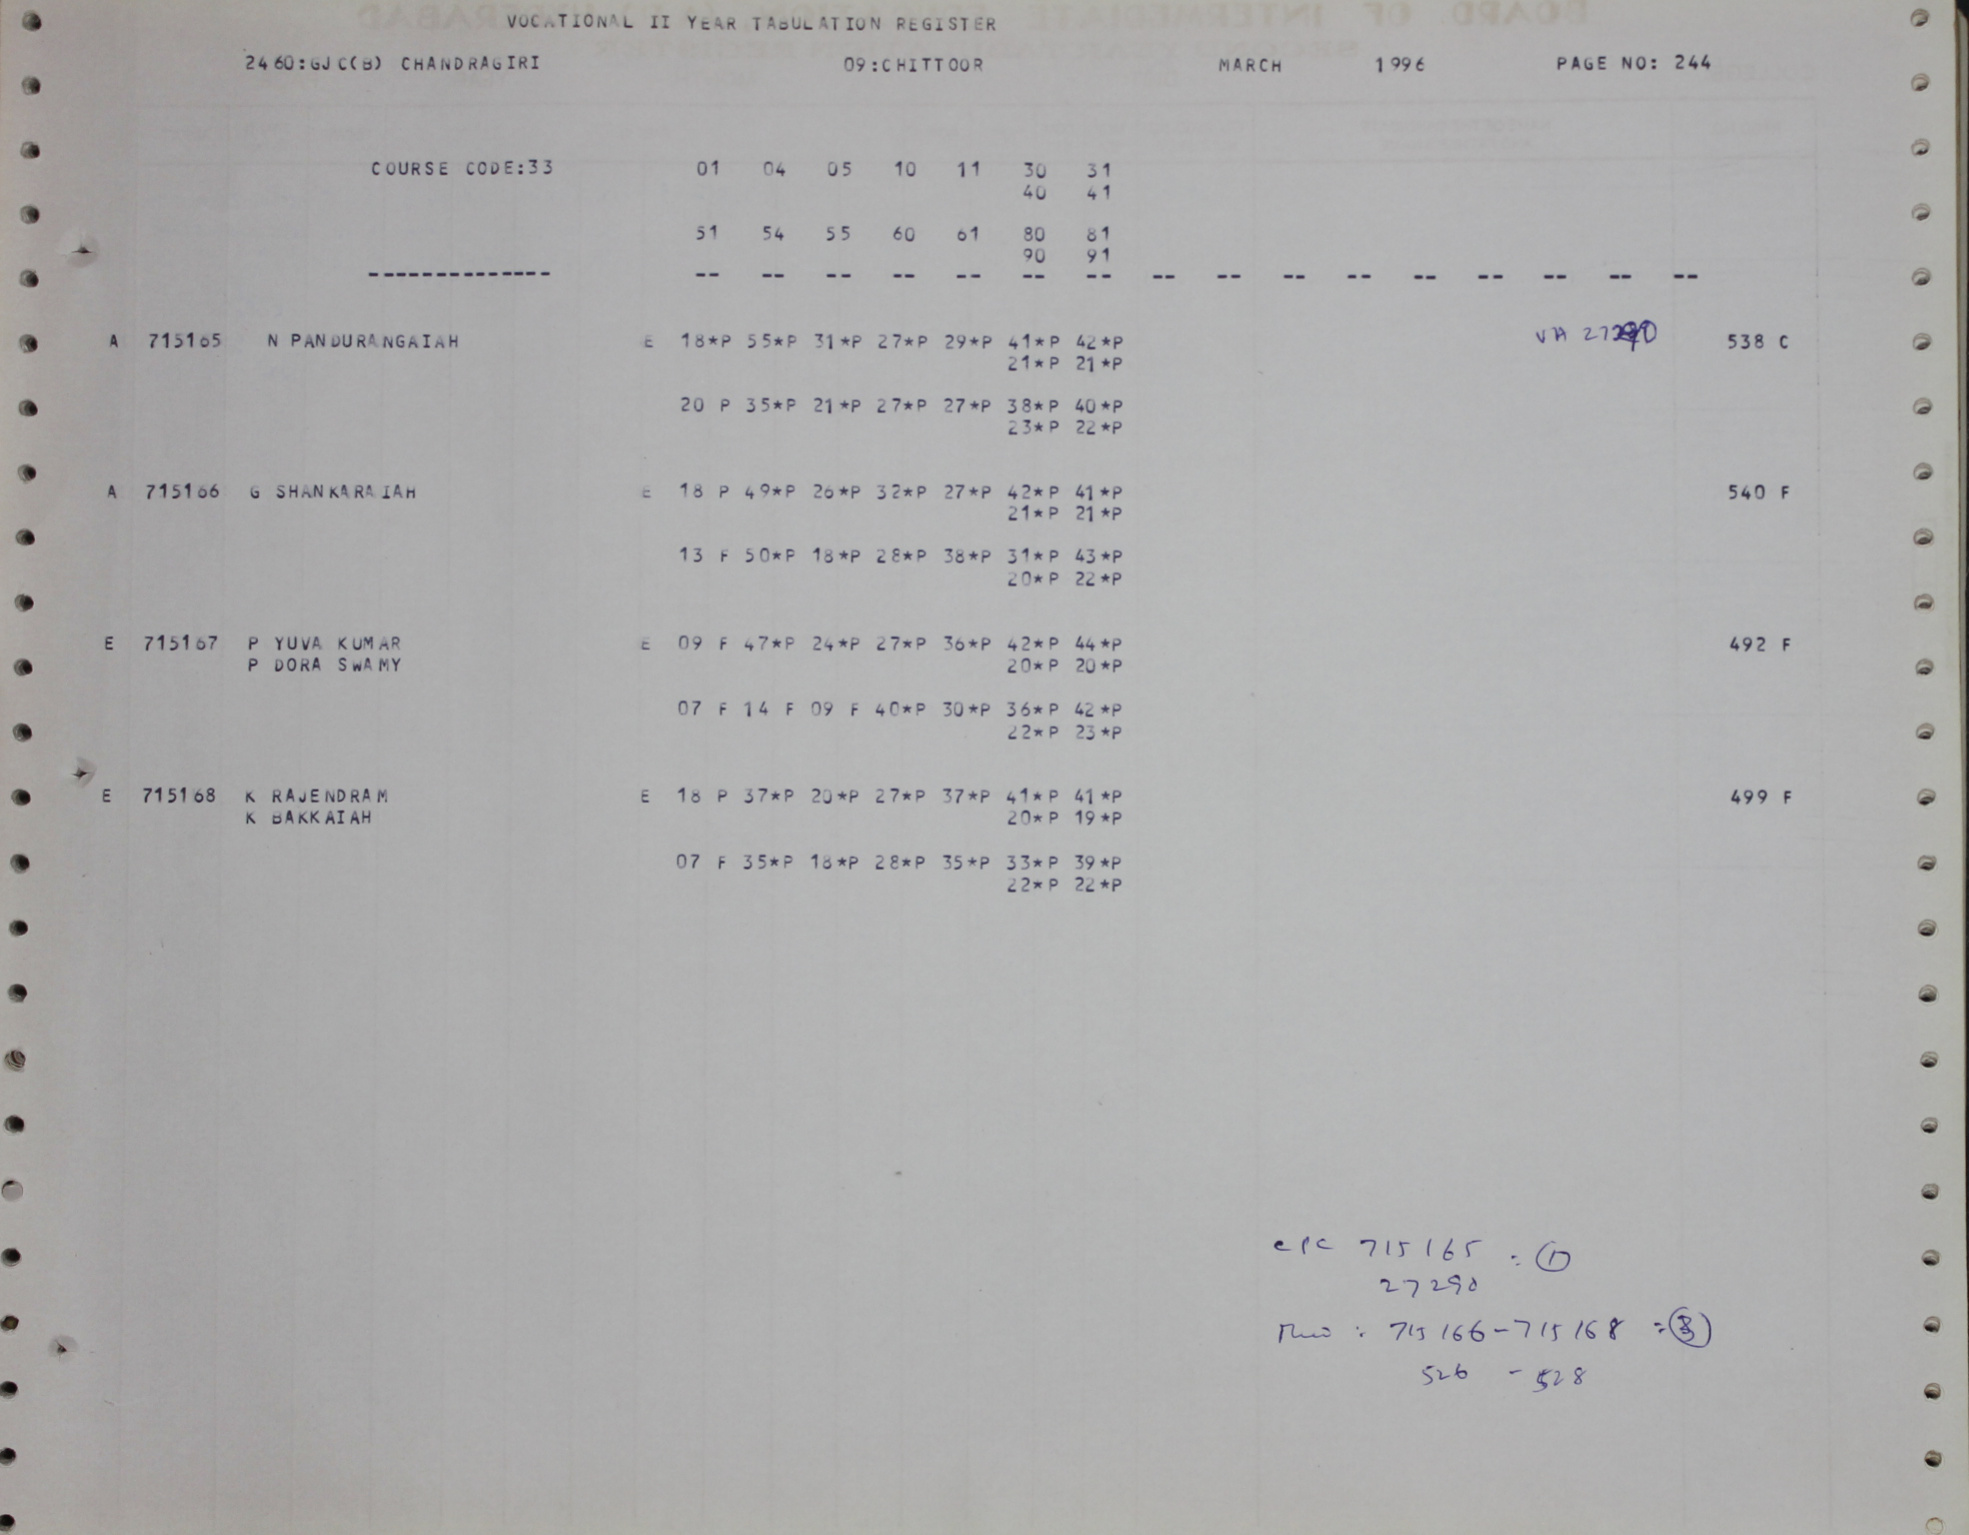 VOCATIONAL II YEAR TABULATION REGISTER
2460:GJC(B) CHANDRAGIRI 09:CHITTOOR MARCH 1996 PAGE NO: 244
COURSE CODE:33 01 04 05 10 11 30 31
40 41
51 54 55 60 61 80 81
90 91
-------------- -- -- -- -- -- -- -- -- -- -- -- -- -- -- -- --
A 715165 N PANDURANGAIAH E 18*P 55*P 31*P 27*P 29*P 41*P 42*P VA 27290 538 C
21*P 21*P
20 P 35*P 21*P 27*P 27*P 38*P 40*P
23*P 22*P
A 715166 G SHANKARAIAH E 18 P 49*P 26*P 32*P 27*P 42*P 41*P 540 F
21*P 21*P
13 F 50*P 18*P 28*P 38*P 31*P 43*P
20*P 22*P
E 715167 P YUVA KUMAR E 09 F 47*P 24*P 27*P 36*P 42*P 44*P 492 F
P DORA SWAMY 20*P 20*P
07 F 14 F 09 F 40*P 30*P 36*P 42*P
22*P 23*P
E 715168 K RAJENDRAM E 18 P 37*P 20*P 27*P 37*P 41*P 41*P 499 F
K BAKKAIAH 20*P 19*P
07 F 35*P 18*P 28*P 35*P 33*P 39*P
22*P 22*P
715165 : 1
27290
: 715166-715168 = 3
526 - 528